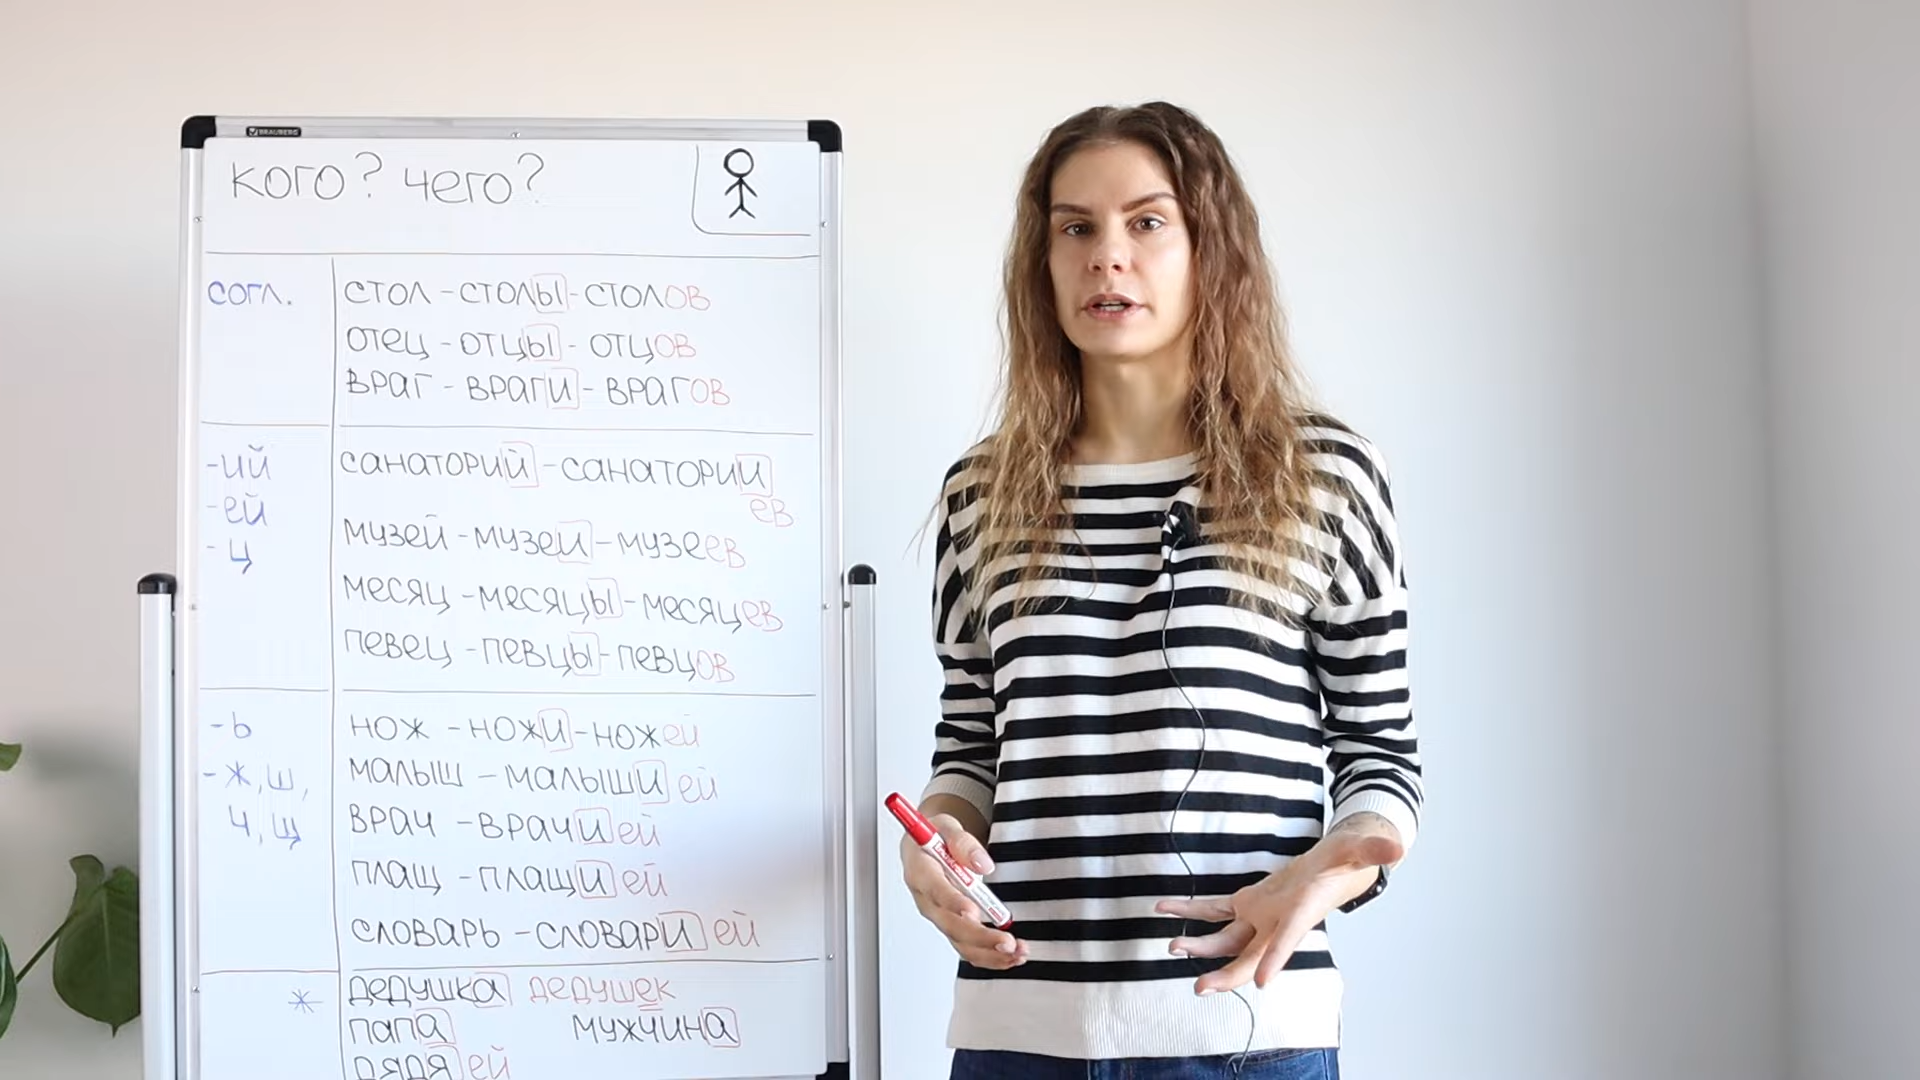 BRAUBERG
кого? чего?
согл.
стол - столы - столов
отец - отцы - отцов
враг - враги - врагов
-ий
-ей
-ц
санаторий - санатории
ев
музей - музеи - музеев
месяц - месяцы - месяцев
певец - певцы - певцов
-ь
-ж, ш,
ч, щ
нож - ножи - ножей
малыш - малыши ей
врач - врачи ей
плащ - плащи ей
словарь - словари ей
*
дедушка дедушек
папа мужчина
дядя ей